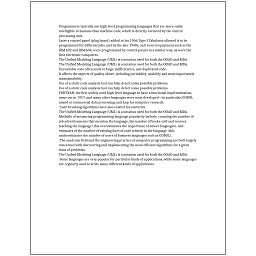 Programmers typically use high-level programming languages that are more easily
intelligible to humans than machine code, which is directly executed by the central
processing unit.
Later a control panel (plug board) added to his 1906 Type I Tabulator allowed it to be
programmed for different jobs, and by the late 1940s, unit record equipment such as the
IBM 602 and IBM 604, were programmed by control panels in a similar way, as were the
first electronic computers.
The Unified Modeling Language (UML) is a notation used for both the OOAD and MDA.
The Unified Modeling Language (UML) is a notation used for both the OOAD and MDA.
Normalisers code often leads to bugs, inefficiencies, and duplicated code.
It affects the aspects of quality above, including portability, usability and most importantly
maintainability.
Use of a static code analysis tool can help detect some possible problems.
Use of a static code analysis tool can help detect some possible problems.
FORTRAN, the first widely used high-level language to have a functional implementation,
came out in 1957, and many other languages were soon developed—in particular, COBOL
aimed at commercial data processing, and Lisp for computer research.
Code-breaking algorithms have also existed for centuries.
The Unified Modeling Language (UML) is a notation used for both the OOAD and MDA.
Methods of measuring programming language popularity include: counting the number of
job advertisements that mention the language, the number of books sold and courses
teaching the language (this overestimates the importance of newer languages), and
estimates of the number of existing lines of code written in the language (this
underestimates the number of users of business languages such as COBOL).
The academic field and the engineering practice of computer programming are both largely
concerned with discovering and implementing the most efficient algorithms for a given
class of problems.
The Unified Modeling Language (UML) is a notation used for both the OOAD and MDA.
Some languages are very popular for particular kinds of applications, while some languages
are regularly used to write many different kinds of applications.